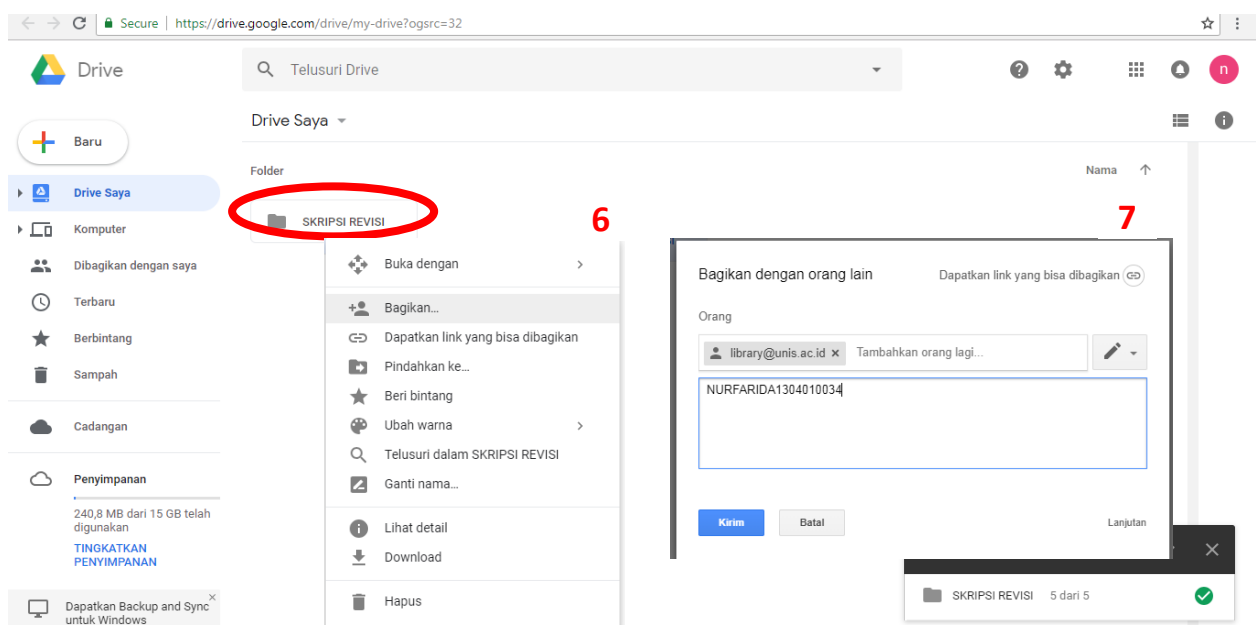 Secure | https://drive.google.com/drive/my-drive?ogsrc=32
Drive
Telusuri Drive
n
Drive Saya
Baru
Folder
Nama
Drive Saya
Komputer
Dibagikan dengan saya
Terbaru
Berbintang
Sampah
Cadangan
Penyimpanan
240,8 MB dari 15 GB telah
digunakan
TINGKATKAN
PENYIMPANAN
Dapatkan Backup and Sync
untuk Windows
SKRIPSI REVISI
6
Buka dengan
Bagikan...
Dapatkan link yang bisa dibagikan
Pindahkan ke...
Beri bintang
Ubah warna
Telusuri dalam SKRIPSI REVISI
Ganti nama...
Lihat detail
Download
Hapus
7
Bagikan dengan orang lain
Dapatkan link yang bisa dibagikan
Orang
library@unis.ac.id × Tambahkan orang lagi...
NURFARIDA1304010034
Kirim
Batal
Lanjutan
SKRIPSI REVISI 5 dari 5